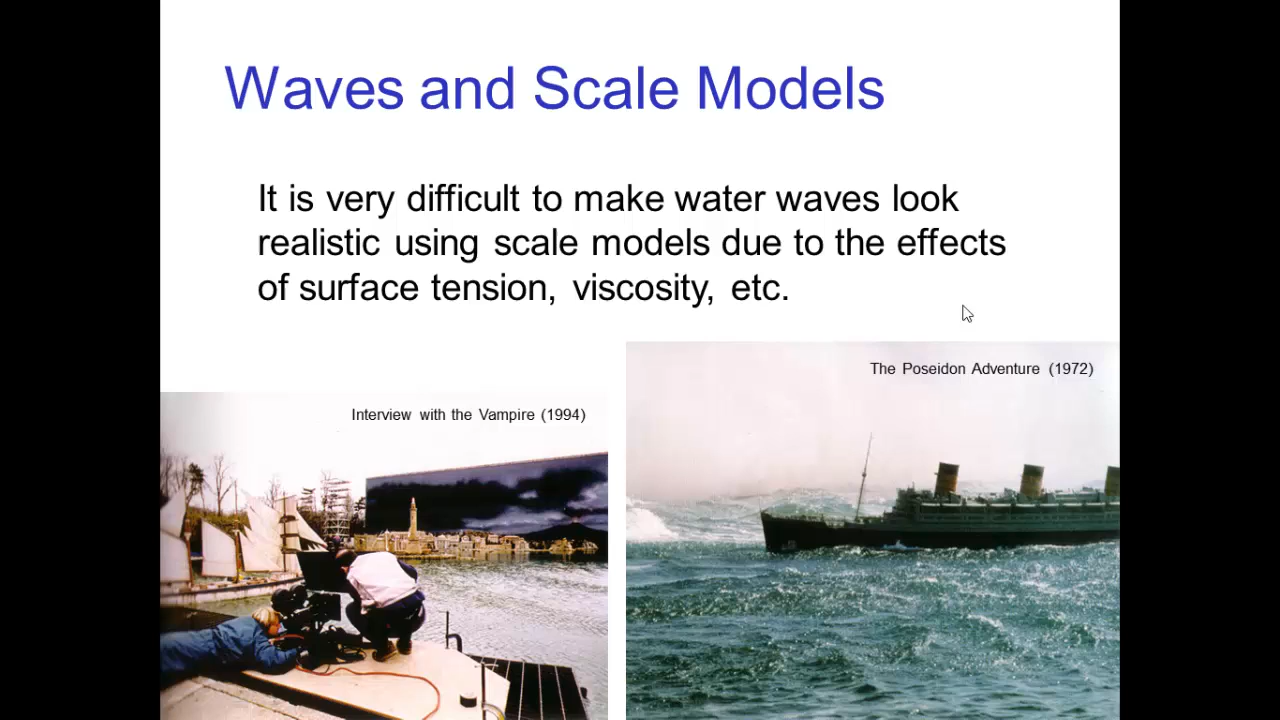 Waves and Scale Models
It is very difficult to make water waves look
realistic using scale models due to the effects
of surface tension, viscosity, etc.
The Poseidon Adventure (1972)
Interview with the Vampire (1994)